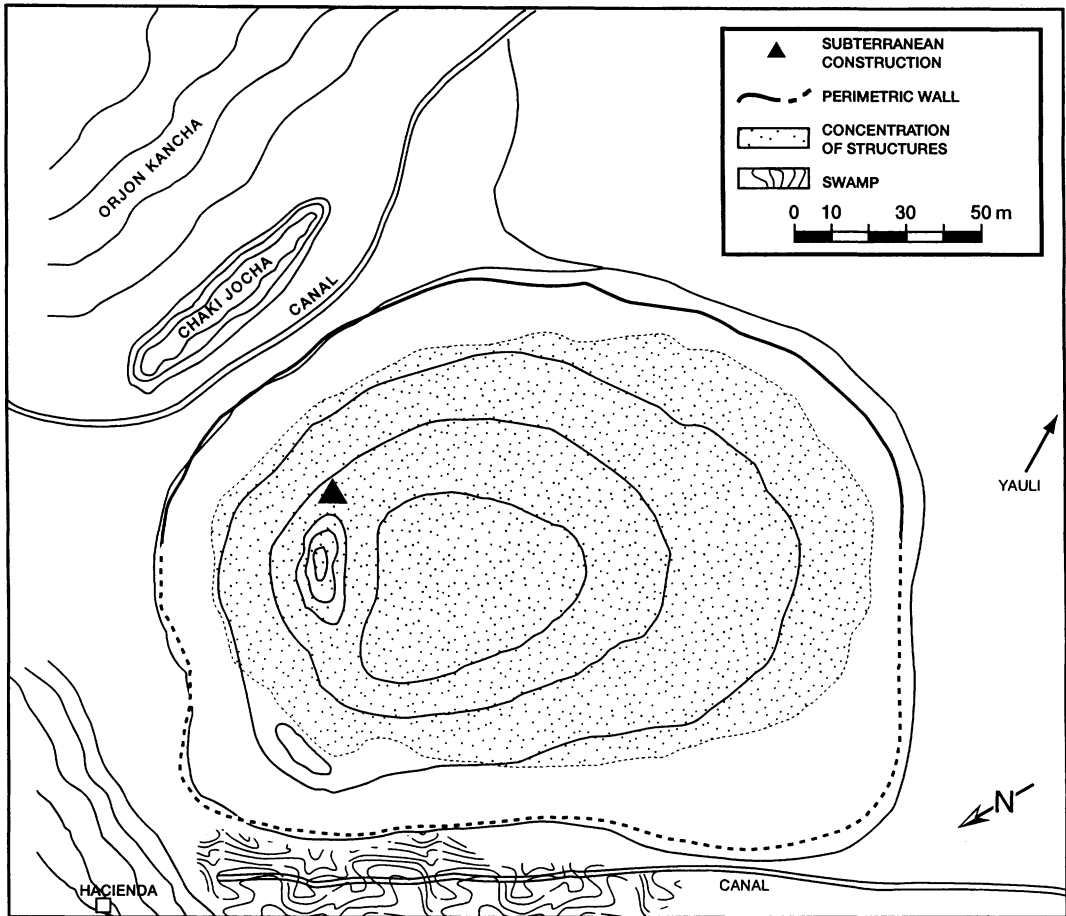 SUBTERRANEAN
CONSTRUCTION
PERIMETRIC WALL
CONCENTRATION
OF STRUCTURES
SWAMP
0 10 30 50 m
ORJON KANCHA
CHAKI JOCHA
CANAL
YAULI
N
HACIENDA
CANAL